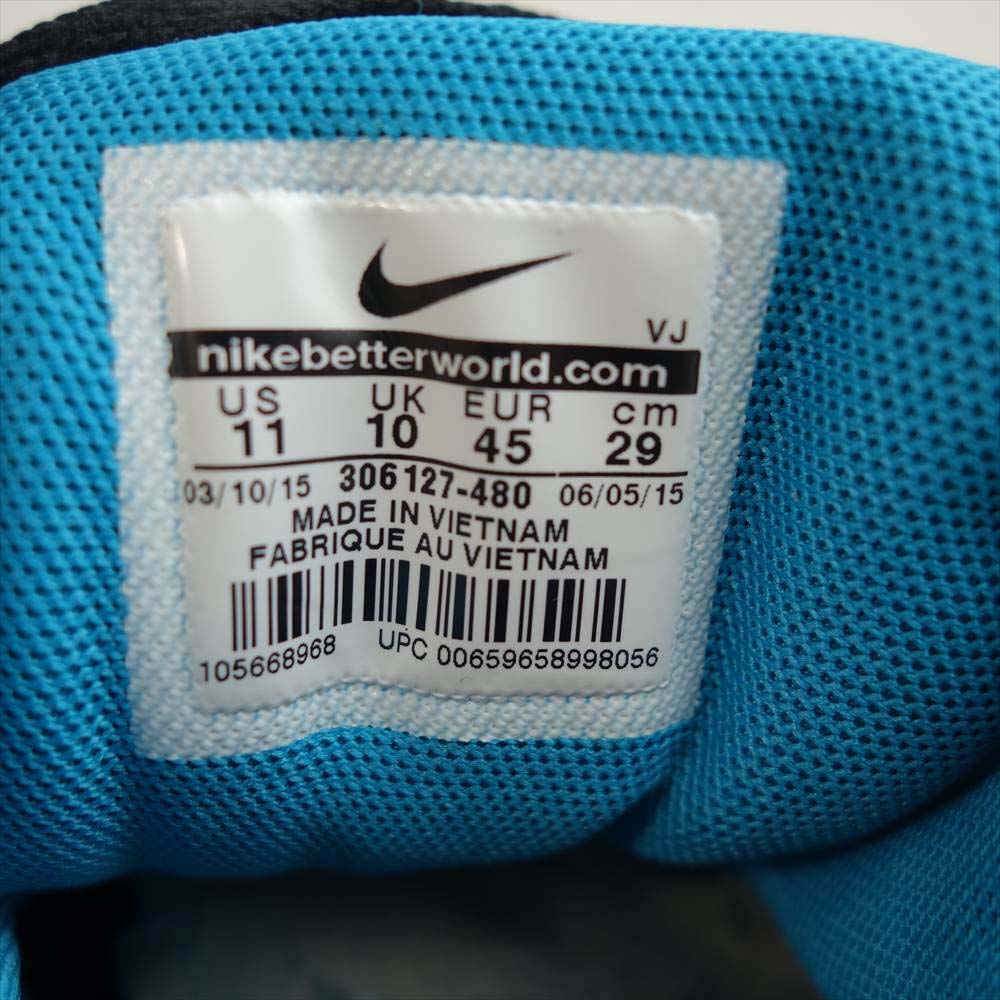 VJ
nikebetterworld.com
US UK EUR cm
11 10 45 29
03/10/15 306127-480 06/05/15
MADE IN VIETNAM
FABRIQUE AU VIETNAM
105668968 UPC 00659658998056